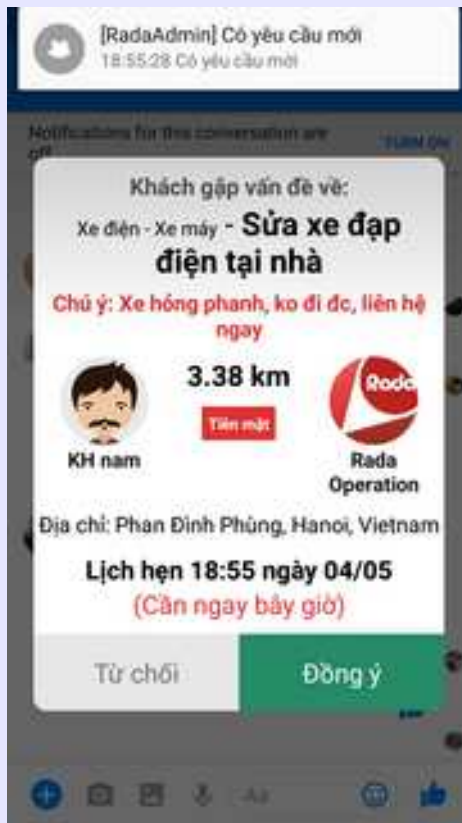 [RadaAdmin] Có yêu cầu mới
18:55:28 Có yêu cầu mới
Notifications for this conversation are
off
TURN ON
Khách gập vấn đề về:
Xe điện - Xe máy - Sửa xe đạp
điện tại nhà
Chú ý: Xe hỏng phanh, ko đi đc, liên hệ
ngay
3.38 km
Rada
Tiền mặt
KH nam
Rada
Operation
Địa chỉ: Phan Đình Phùng, Hanoi, Vietnam
Lịch hẹn 18:55 ngày 04/05
(Cần ngay bây giờ)
Từ chối
Đồng ý
Aa